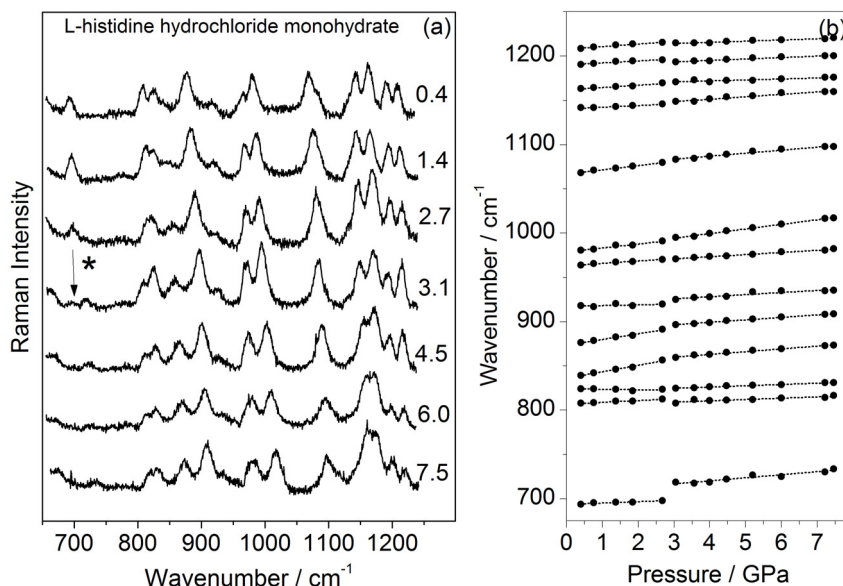 L-histidine hydrochloride monohydrate (a)
0.4
1.4
2.7
*
3.1
4.5
6.0
7.5
Raman Intensity
700 800 900 1000 1100 1200
Wavenumber / cm-1
(b)
1200
1100
1000
900
800
700
Wavenumber / cm-1
0 1 2 3 4 5 6 7
Pressure / GPa